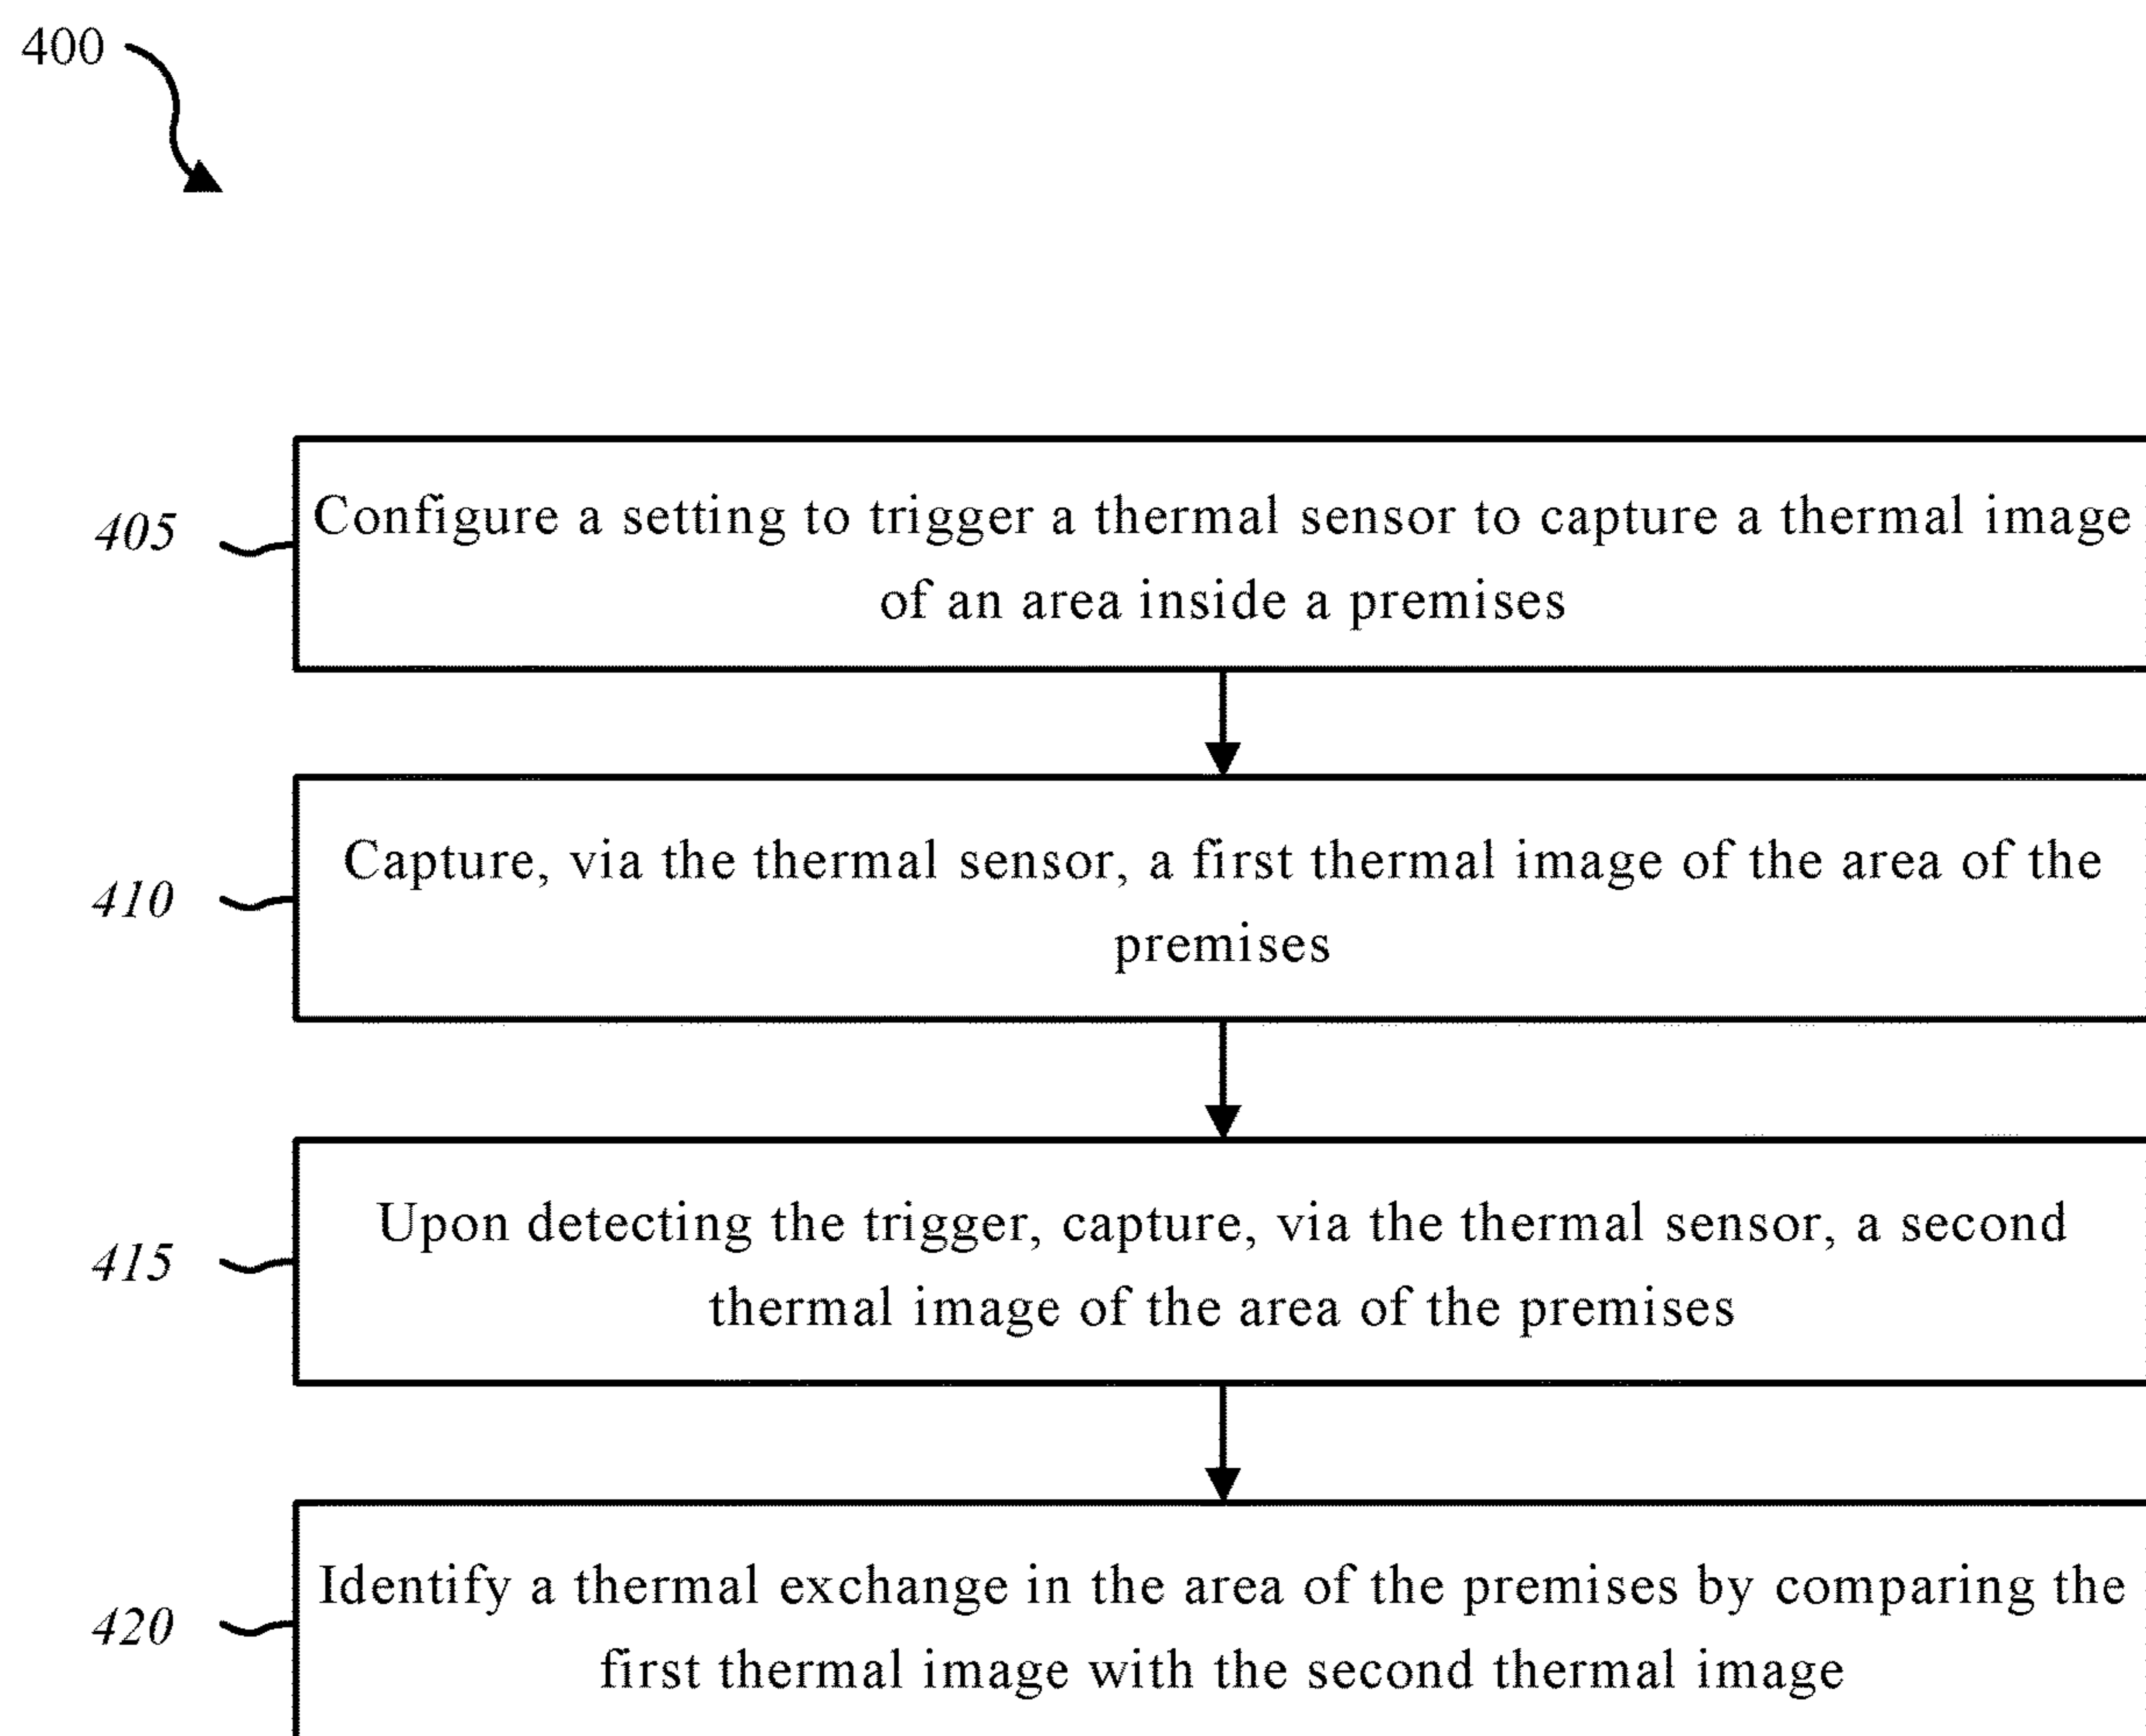 400
405
Configure a setting to trigger a thermal sensor to capture a thermal image
of an area inside a premises
410
Capture, via the thermal sensor, a first thermal image of the area of the
premises
415
Upon detecting the trigger, capture, via the thermal sensor, a second
thermal image of the area of the premises
420
Identify a thermal exchange in the area of the premises by comparing the
first thermal image with the second thermal image